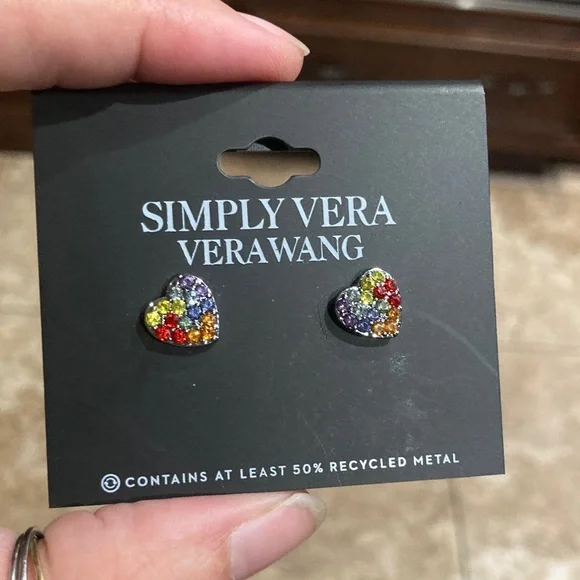 SIMPLY VERA
VERAWANG
CONTAINS AT LEAST 50% RECYCLED METAL